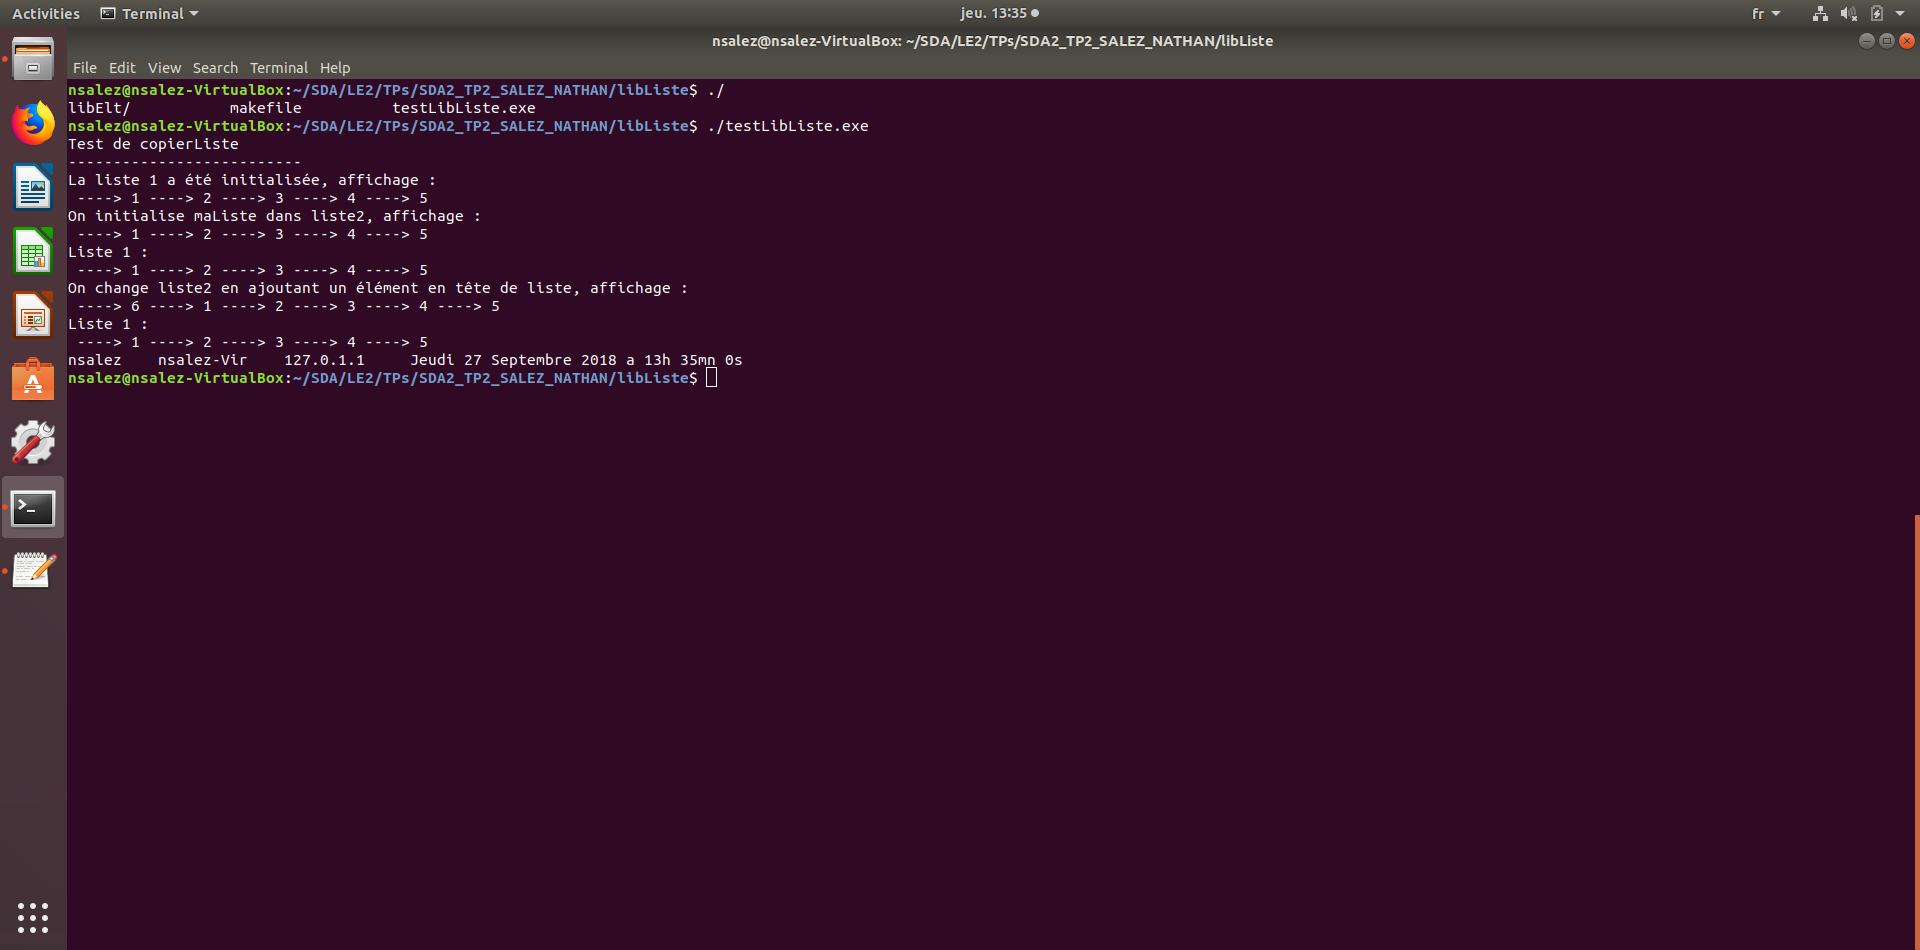 Activities Terminal jeu. 13:35 fr
nsalez@nsalez-VirtualBox: ~/SDA/LE2/TPs/SDA2_TP2_SALEZ_NATHAN/libListe
File Edit View Search Terminal Help
nsalez@nsalez-VirtualBox:~/SDA/LE2/TPs/SDA2_TP2_SALEZ_NATHAN/libListe$ ./
libElt/ makefile testLibListe.exe
nsalez@nsalez-VirtualBox:~/SDA/LE2/TPs/SDA2_TP2_SALEZ_NATHAN/libListe$ ./testLibListe.exe
Test de copierListe
--------------------------
La liste 1 a été initialisée, affichage :
----> 1 ----> 2 ----> 3 ----> 4 ----> 5
On initialise maListe dans liste2, affichage :
----> 1 ----> 2 ----> 3 ----> 4 ----> 5
Liste 1 :
----> 1 ----> 2 ----> 3 ----> 4 ----> 5
On change liste2 en ajoutant un élément en tête de liste, affichage :
----> 6 ----> 1 ----> 2 ----> 3 ----> 4 ----> 5
Liste 1 :
----> 1 ----> 2 ----> 3 ----> 4 ----> 5
nsalez nsalez-Vir 127.0.1.1 Jeudi 27 Septembre 2018 a 13h 35mn 0s
nsalez@nsalez-VirtualBox:~/SDA/LE2/TPs/SDA2_TP2_SALEZ_NATHAN/libListe$